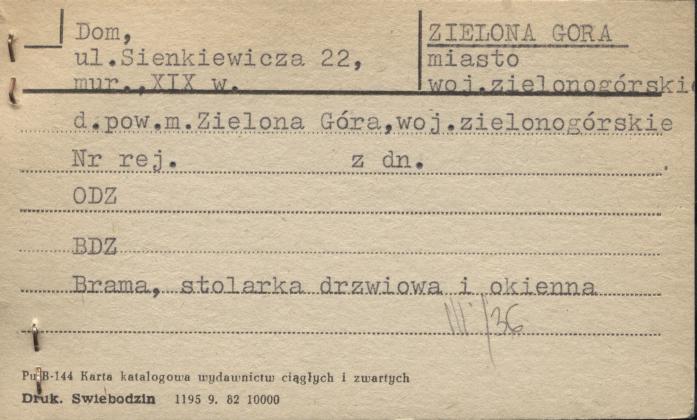 Dom,
ul.Sienkiewicza 22,
mur.,XIX w.
ZIELONA GORA
miasto
woj.zielonogórskie
d.pow.m.Zielona Góra,woj.zielonogórskie
Nr rej. z dn.
ODZ
BDZ
Brama, stolarka drzwiowa i okienna
III/36
Pu-B-144 Karta katalogowa wydawnictw ciągłych i zwartych
Druk. Swiebodzin 1195 9. 82 10000